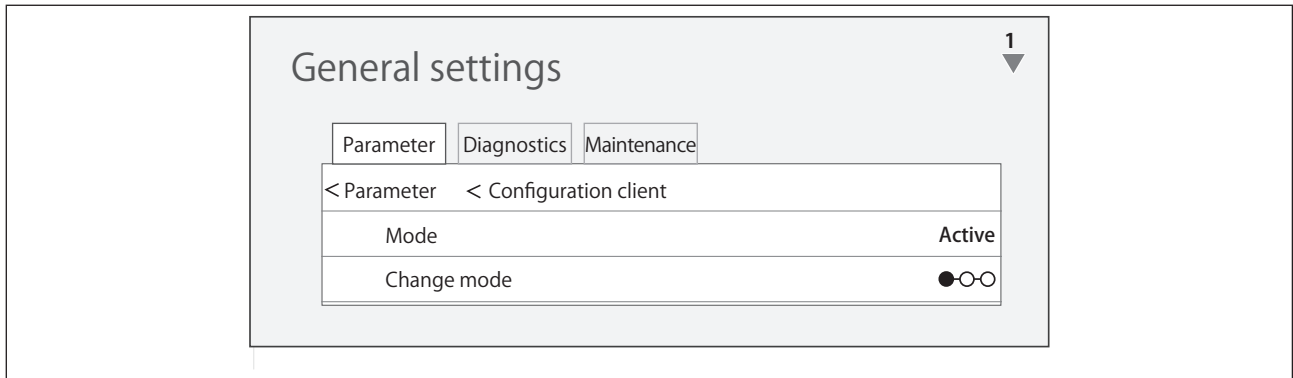 1
General settings
Parameter Diagnostics Maintenance
< Parameter < Configuration client
Mode Active
Change mode